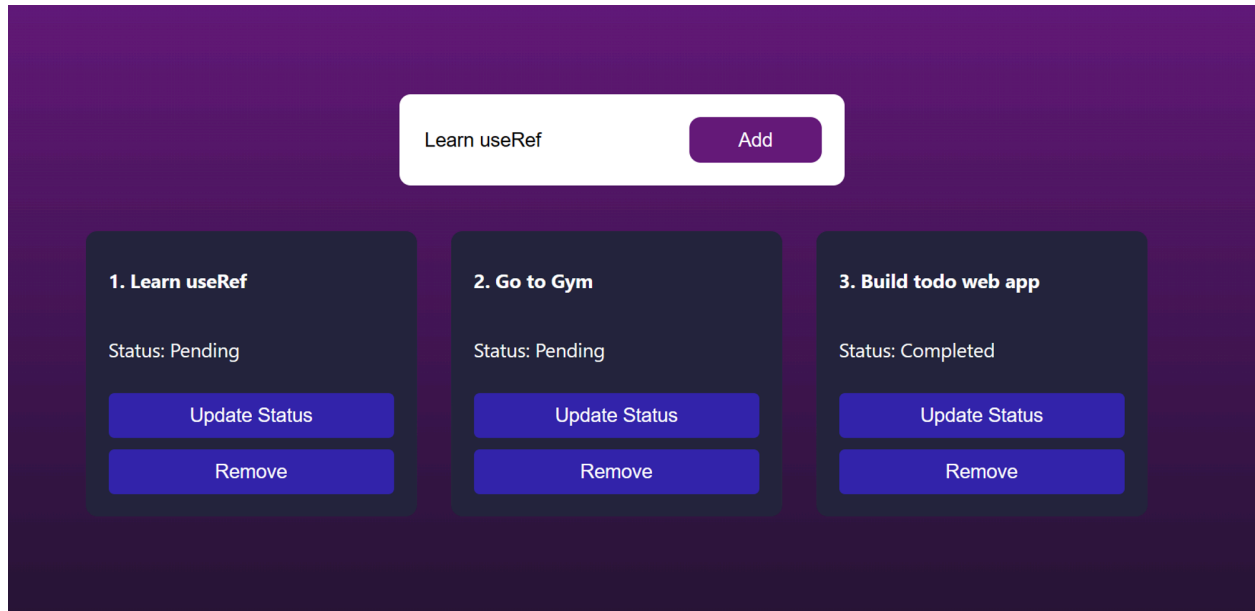 Learn useRef
Add
1. Learn useRef
Status: Pending
Update Status
Remove
2. Go to Gym
Status: Pending
Update Status
Remove
3. Build todo web app
Status: Completed
Update Status
Remove